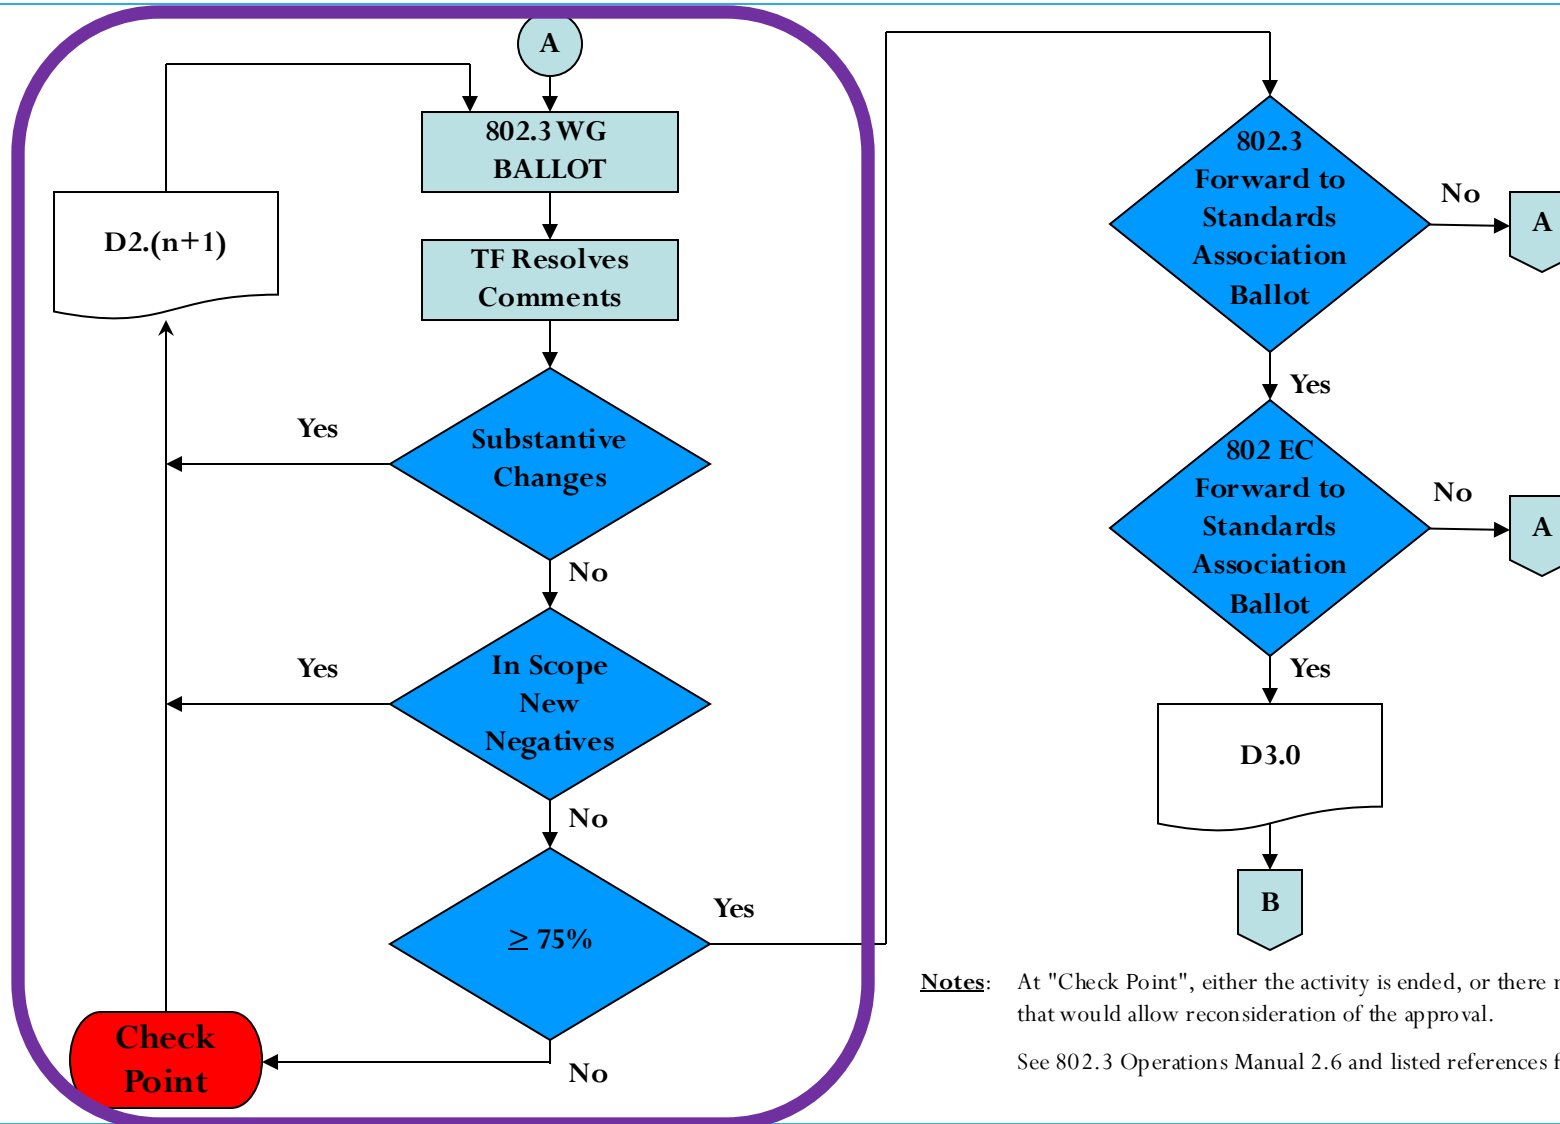 A
802.3 WG
BALLOT
D2.(n+1)
TF Resolves
Comments
Yes
Substantive
Changes
No
Yes
In Scope
New
Negatives
No
≥ 75%
Yes
Check
Point
No
802.3
Forward to
Standards
Association
Ballot
No
A
Yes
802 EC
Forward to
Standards
Association
Ballot
No
A
Yes
D3.0
B
Notes: At "Check Point", either the activity is ended, or there
that would allow reconsideration of the approval.
See 802.3 Operations Manual 2.6 and listed references